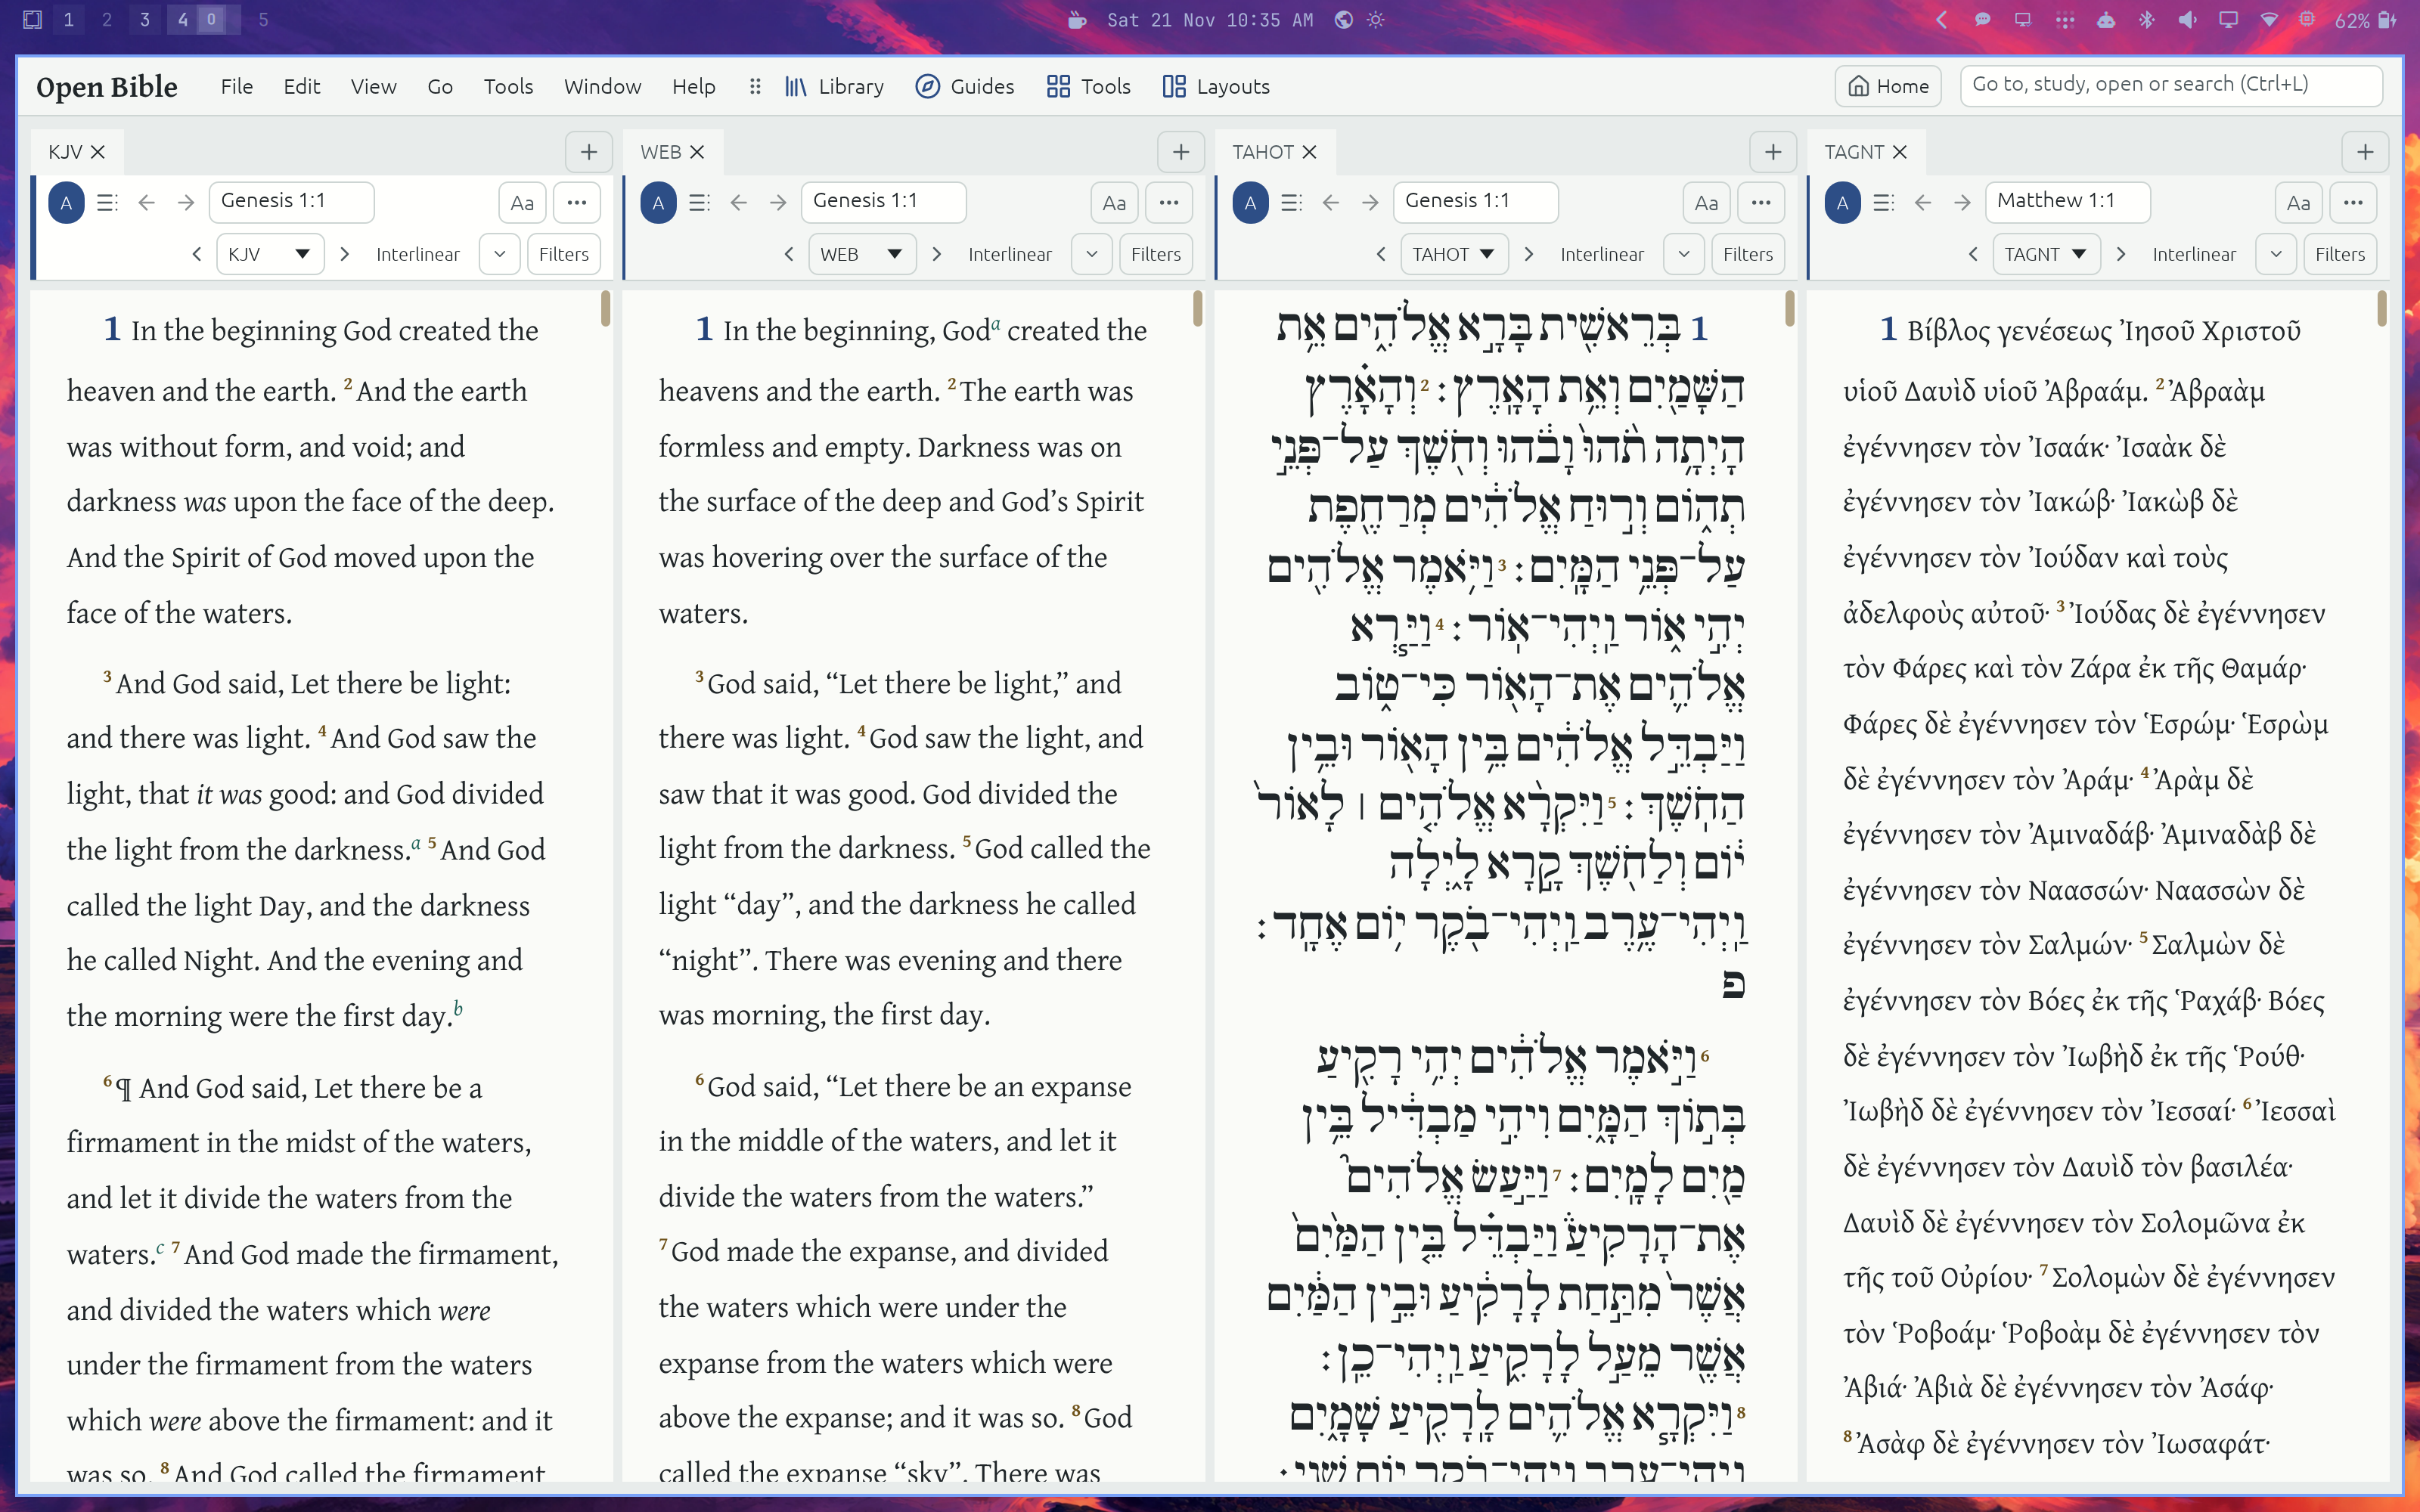 1 2 3 4 0 5 Sat 21 Nov 10:35 AM 62%
Open Bible File Edit View Go Tools Window Help Library Guides Tools Layouts Home Go to, study, open or search (Ctrl+L)
KJV
A Genesis 1:1 Aa
KJV Interlinear Filters
1 In the beginning God created the
heaven and the earth. 2 And the earth
was without form, and void; and
darkness was upon the face of the deep.
And the Spirit of God moved upon the
face of the waters.
3 And God said, Let there be light:
and there was light. 4 And God saw the
light, that it was good: and God divided
the light from the darkness.a 5 And God
called the light Day, and the darkness
he called Night. And the evening and
the morning were the first day.b
6 ¶ And God said, Let there be a
firmament in the midst of the waters,
and let it divide the waters from the
waters.c 7 And God made the firmament,
and divided the waters which were
under the firmament from the waters
which were above the firmament: and it
was so. 8 And God called the firmament
WEB
A Genesis 1:1 Aa
WEB Interlinear Filters
1 In the beginning, Goda created the
heavens and the earth. 2 The earth was
formless and empty. Darkness was on
the surface of the deep and God’s Spirit
was hovering over the surface of the
waters.
3 God said, “Let there be light,” and
there was light. 4 God saw the light, and
saw that it was good. God divided the
light from the darkness. 5 God called the
light “day”, and the darkness he called
“night”. There was evening and there
was morning, the first day.
6 God said, “Let there be an expanse
in the middle of the waters, and let it
divide the waters from the waters.”
7 God made the expanse, and divided
the waters which were under the
expanse from the waters which were
above the expanse; and it was so. 8 God
called the expanse “sky”. There was
TAHOT
A Genesis 1:1 Aa
TAHOT Interlinear Filters
1 בְּרֵאשִׁ֖ית בָּרָ֣א אֱלֹהִ֑ים אֵ֥ת
הַשָּׁמַ֖יִם וְאֵ֥ת הָאָֽרֶץ׃ 2 וְהָאָ֗רֶץ
הָיְתָ֥ה תֹ֙הוּ֙ וָבֹ֔הוּ וְחֹ֖שֶׁךְ עַל־פְּנֵ֣י
תְה֑וֹם וְר֣וּחַ אֱלֹהִ֔ים מְרַחֶ֖פֶת
עַל־פְּנֵ֥י הַמָּֽיִם׃ 3 וַיֹּ֥אמֶר אֱלֹהִ֖ים
יְהִ֣י א֑וֹר וַֽיְהִי־אֽוֹר׃ 4 וַיַּ֧רְא
אֱלֹהִ֛ים אֶת־הָא֖וֹר כִּי־ט֑וֹב
וַיַּבְדֵּ֣ל אֱלֹהִ֔ים בֵּ֥ין הָא֖וֹר וּבֵ֥ין
הַחֹֽשֶׁךְ׃ 5 וַיִּקְרָ֨א אֱלֹהִ֤ים ׀ לָאוֹר֙
י֔וֹם וְלַחֹ֖שֶׁךְ קָ֣רָא לָ֑יְלָה
וַֽיְהִי־עֶ֥רֶב וַֽיְהִי־בֹ֖קֶר י֥וֹם אֶחָֽד׃
פ
6 וַיֹּ֣אמֶר אֱלֹהִ֔ים יְהִ֥י רָקִ֖יעַ
בְּת֣וֹךְ הַמָּ֑יִם וִיהִ֣י מַבְדִּ֔יל בֵּ֥ין
מַ֖יִם לָמָֽיִם׃ 7 וַיַּ֣עַשׂ אֱלֹהִים֮
אֶת־הָרָקִיעַ֒ וַיַּבְדֵּ֗ל בֵּ֤ין הַמַּ֙יִם֙
אֲשֶׁר֙ מִתַּ֣חַת לָרָקִ֔יעַ וּבֵ֣ין הַמַּ֔יִם
אֲשֶׁ֖ר מֵעַ֣ל לָרָקִ֑יעַ וַֽיְהִי־כֵֽן׃
8 וַיִּקְרָ֧א אֱלֹהִ֛ים לָֽרָקִ֖יעַ שָׁמָ֑יִם
וַֽיְהִי־עֶ֥רֶב וַֽיְהִי־בֹ֖קֶר י֥וֹם שֵׁנִֽי׃
TAGNT
A Matthew 1:1 Aa
TAGNT Interlinear Filters
1 Βίβλος γενέσεως Ἰησοῦ Χριστοῦ
υἱοῦ Δαυὶδ υἱοῦ Ἀβραάμ. 2 Ἀβραὰμ
ἐγέννησεν τὸν Ἰσαάκ· Ἰσαὰκ δὲ
ἐγέννησεν τὸν Ἰακώβ· Ἰακὼβ δὲ
ἐγέννησεν τὸν Ἰούδαν καὶ τοὺς
ἀδελφοὺς αὐτοῦ· 3 Ἰούδας δὲ ἐγέννησεν
τὸν Φάρες καὶ τὸν Ζάρα ἐκ τῆς Θαμάρ·
Φάρες δὲ ἐγέννησεν τὸν Ἑσρώμ· Ἑσρὼμ
δὲ ἐγέννησεν τὸν Ἀράμ· 4 Ἀρὰμ δὲ
ἐγέννησεν τὸν Ἀμιναδάβ· Ἀμιναδὰβ δὲ
ἐγέννησεν τὸν Ναασσών· Ναασσὼν δὲ
ἐγέννησεν τὸν Σαλμών· 5 Σαλμὼν δὲ
ἐγέννησεν τὸν Βόες ἐκ τῆς Ῥαχάβ· Βόες
δὲ ἐγέννησεν τὸν Ἰωβὴδ ἐκ τῆς Ῥούθ·
Ἰωβὴδ δὲ ἐγέννησεν τὸν Ἰεσσαί· 6 Ἰεσσαὶ
δὲ ἐγέννησεν τὸν Δαυὶδ τὸν βασιλέα·
Δαυὶδ δὲ ἐγέννησεν τὸν Σολομῶνα ἐκ
τῆς τοῦ Οὐρίου· 7 Σολομὼν δὲ ἐγέννησεν
τὸν Ῥοβοάμ· Ῥοβοὰμ δὲ ἐγέννησεν τὸν
Ἀβιά· Ἀβιὰ δὲ ἐγέννησεν τὸν Ἀσάφ·
8 Ἀσὰφ δὲ ἐγέννησεν τὸν Ἰωσαφάτ·